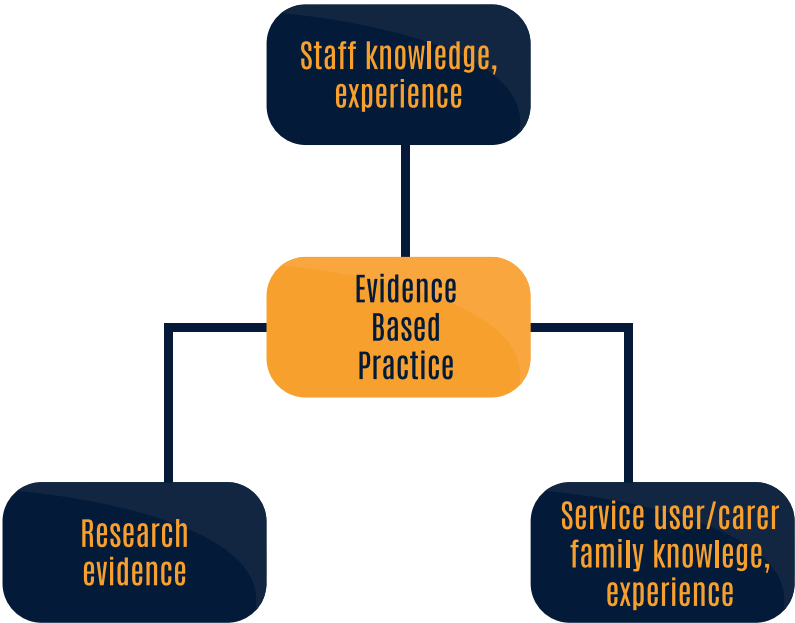 Staff knowledge,
experience
Evidence
Based
Practice
Research
evidence
Service user/carer
family knowlege,
experience